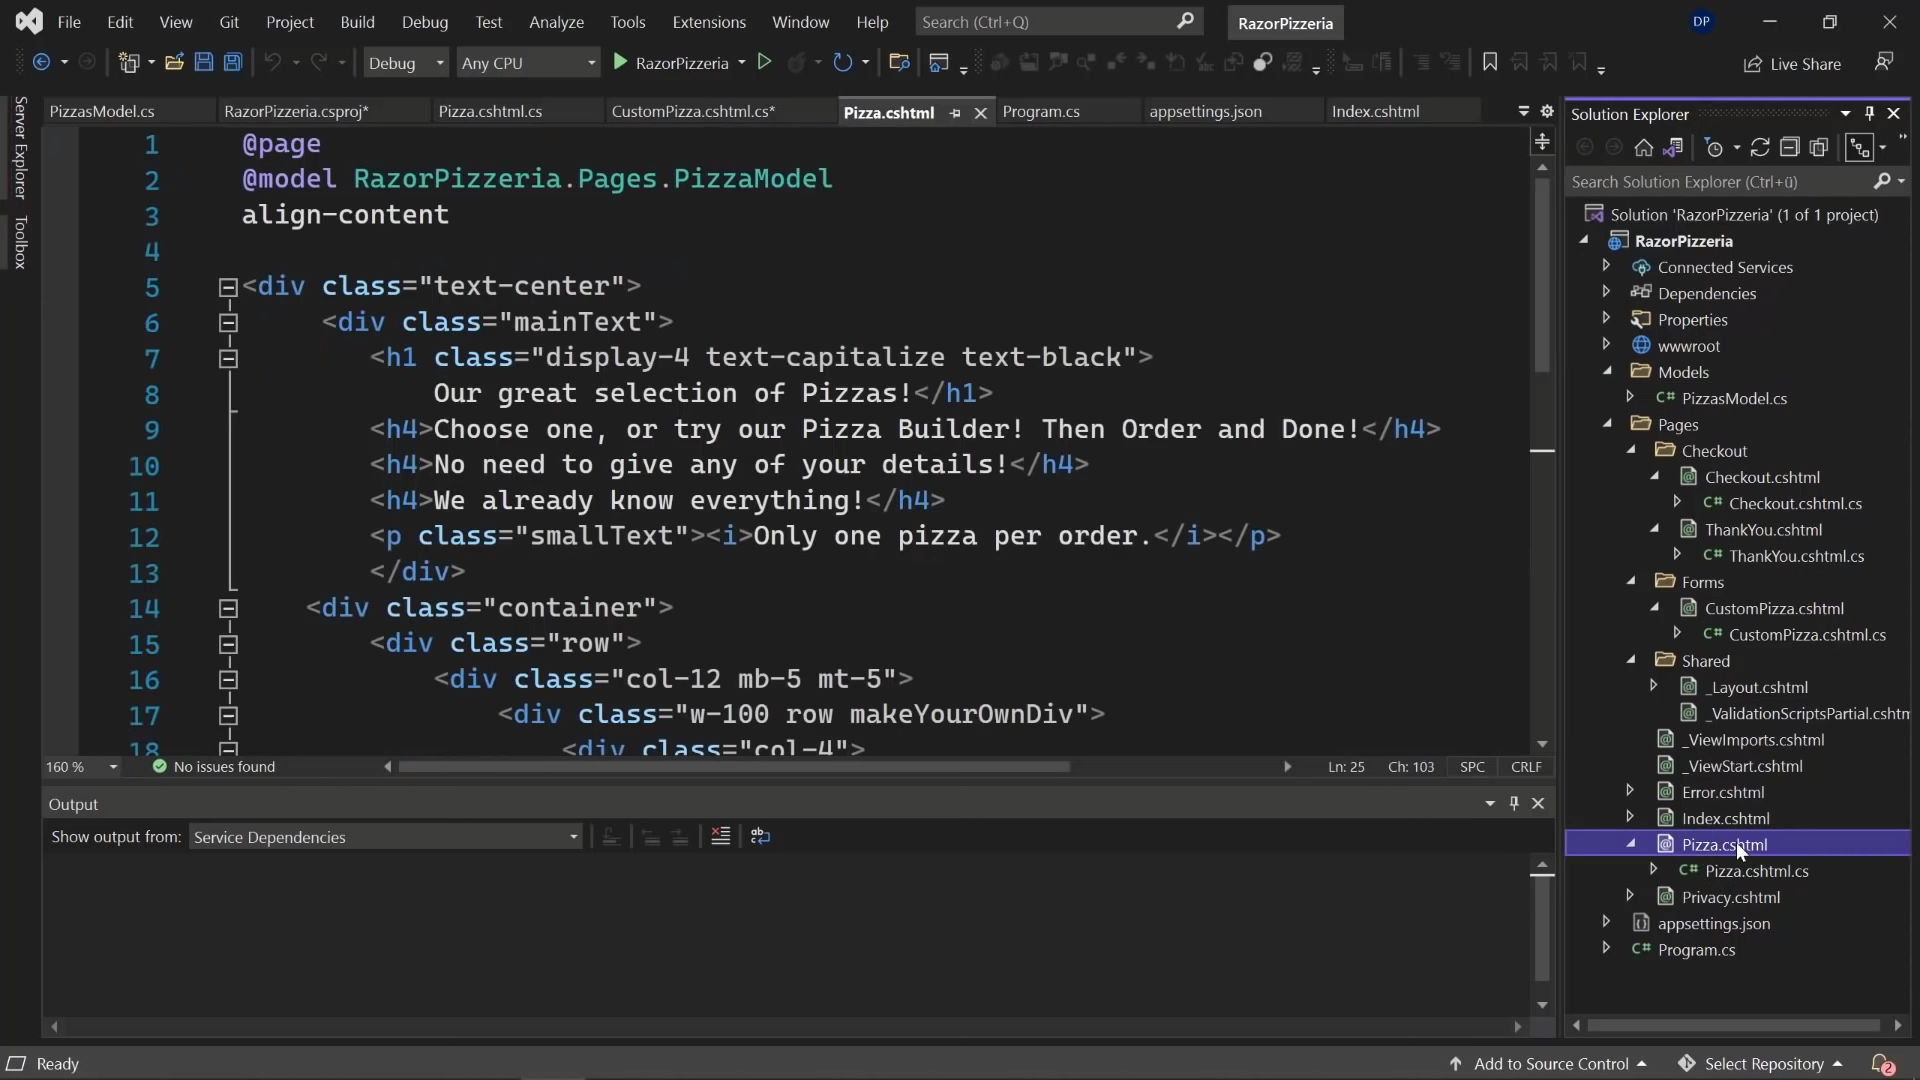 File Edit View Git Project Build Debug Test Analyze Tools Extensions Window Help Search (Ctrl+Q) RazorPizzeria DP
Debug Any CPU RazorPizzeria Live Share
Server Explorer
Toolbox
PizzasModel.cs RazorPizzeria.csproj* Pizza.cshtml.cs CustomPizza.cshtml.cs* Pizza.cshtml Program.cs appsettings.json Index.cshtml
1 @page
2 @model RazorPizzeria.Pages.PizzaModel
3 align-content
4
5 <div class="text-center">
6 <div class="mainText">
7 <h1 class="display-4 text-capitalize text-black">
8 Our great selection of Pizzas!</h1>
9 <h4>Choose one, or try our Pizza Builder! Then Order and Done!</h4>
10 <h4>No need to give any of your details!</h4>
11 <h4>We already know everything!</h4>
12 <p class="smallText"><i>Only one pizza per order.</i></p>
13 </div>
14 <div class="container">
15 <div class="row">
16 <div class="col-12 mb-5 mt-5">
17 <div class="w-100 row makeYourOwnDiv">
18 <div class="col-4">
160 % No issues found Ln: 25 Ch: 103 SPC CRLF
Output
Show output from: Service Dependencies
Solution Explorer
Search Solution Explorer (Ctrl+ü)
Solution 'RazorPizzeria' (1 of 1 project)
RazorPizzeria
Connected Services
Dependencies
Properties
wwwroot
Models
C# PizzasModel.cs
Pages
Checkout
Checkout.cshtml
C# Checkout.cshtml.cs
ThankYou.cshtml
C# ThankYou.cshtml.cs
Forms
CustomPizza.cshtml
C# CustomPizza.cshtml.cs
Shared
_Layout.cshtml
_ValidationScriptsPartial.cshtm
_ViewImports.cshtml
_ViewStart.cshtml
Error.cshtml
Index.cshtml
Pizza.cshtml
C# Pizza.cshtml.cs
Privacy.cshtml
appsettings.json
C# Program.cs
Ready Add to Source Control Select Repository 2